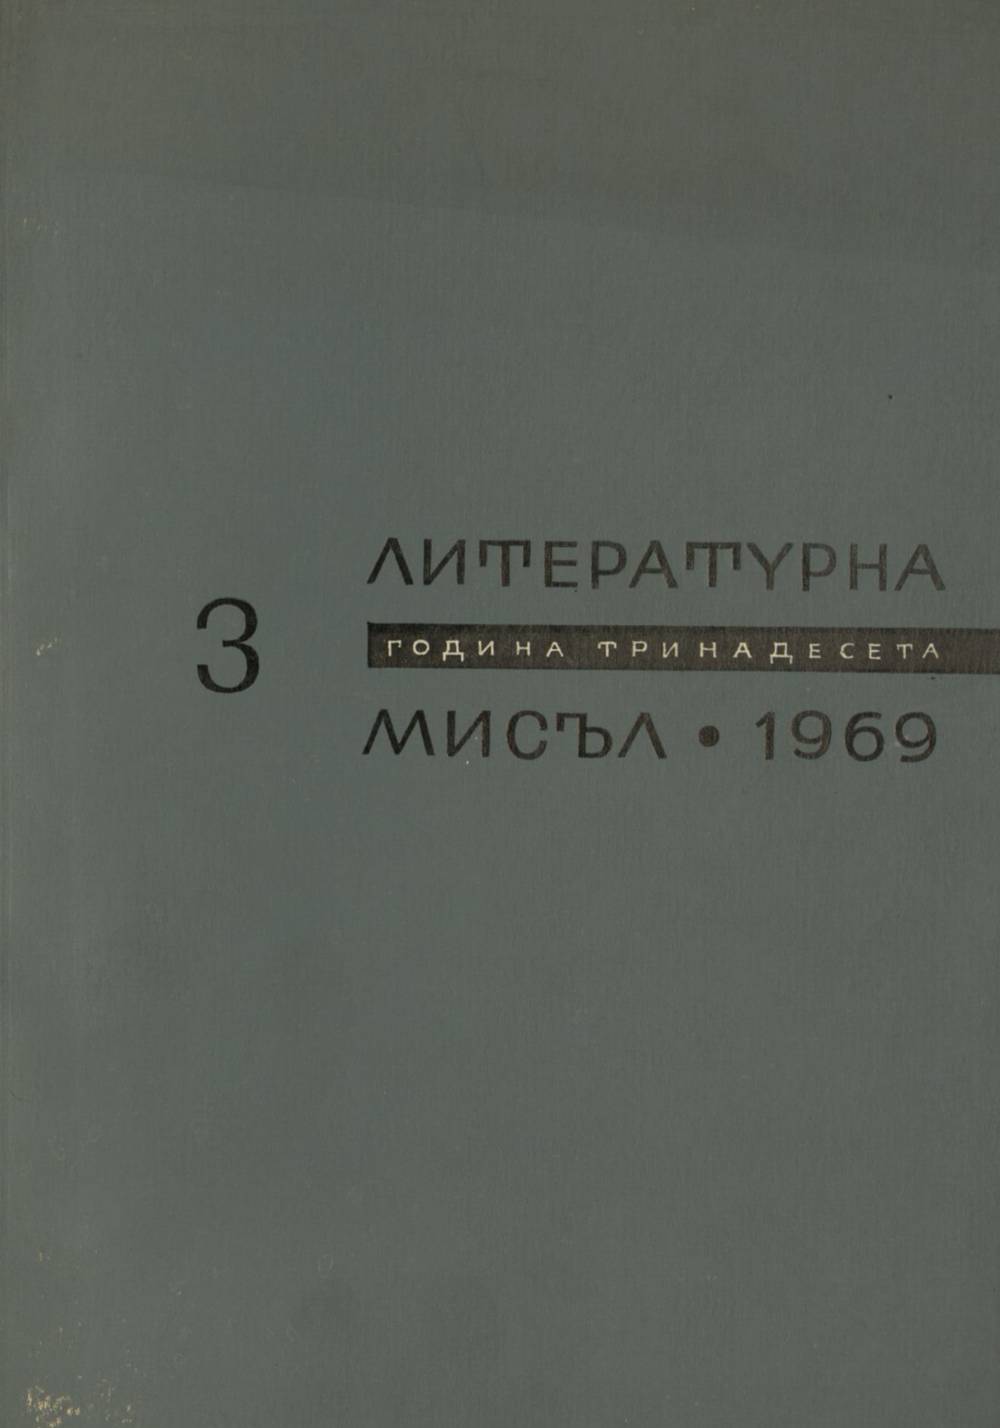 3
ЛИТЕРАТУРНА
ГОДИНА ТРИНАДЕСЕТА
МИСЪЛ • 1969